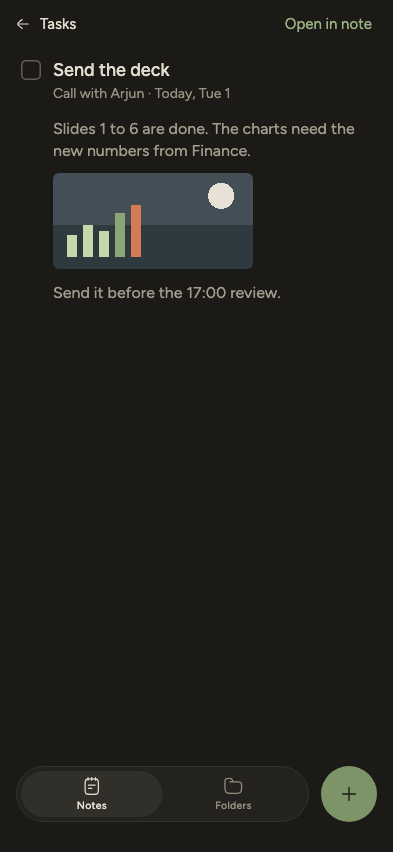 Tasks
Open in note
Send the deck
Call with Arjun · Today, Tue 1
Slides 1 to 6 are done. The charts need the
new numbers from Finance.
Send it before the 17:00 review.
Notes
Folders